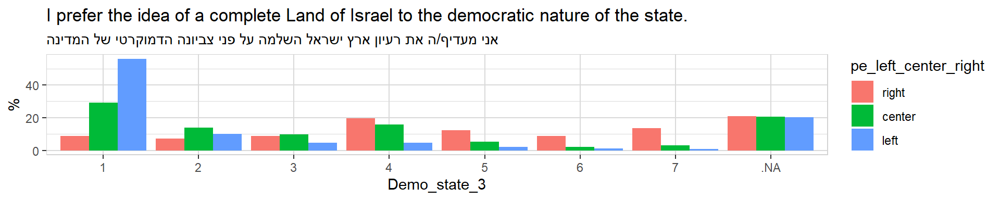 I prefer the idea of a complete Land of Israel to the democratic nature of the state.
אני מעדיף/ה את רעיון ארץ ישראל השלמה על פני צביונה הדמוקרטי של המדינה
%
40
20
0
1 2 3 4 5 6 7 .NA
Demo_state_3
pe_left_center_right
right
center
left